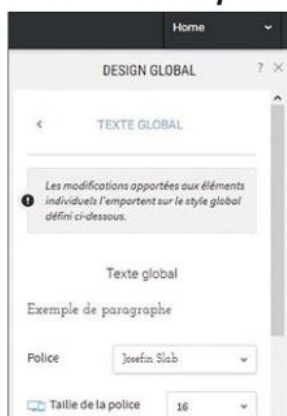 Home
DESIGN GLOBAL ? ×
< TEXTE GLOBAL
Les modifications apportées aux éléments
individuels l'emportent sur le style global
défini ci-dessous.
Texte global
Exemple de paragraphe
Police Josefin Slab
Taille de la police 16